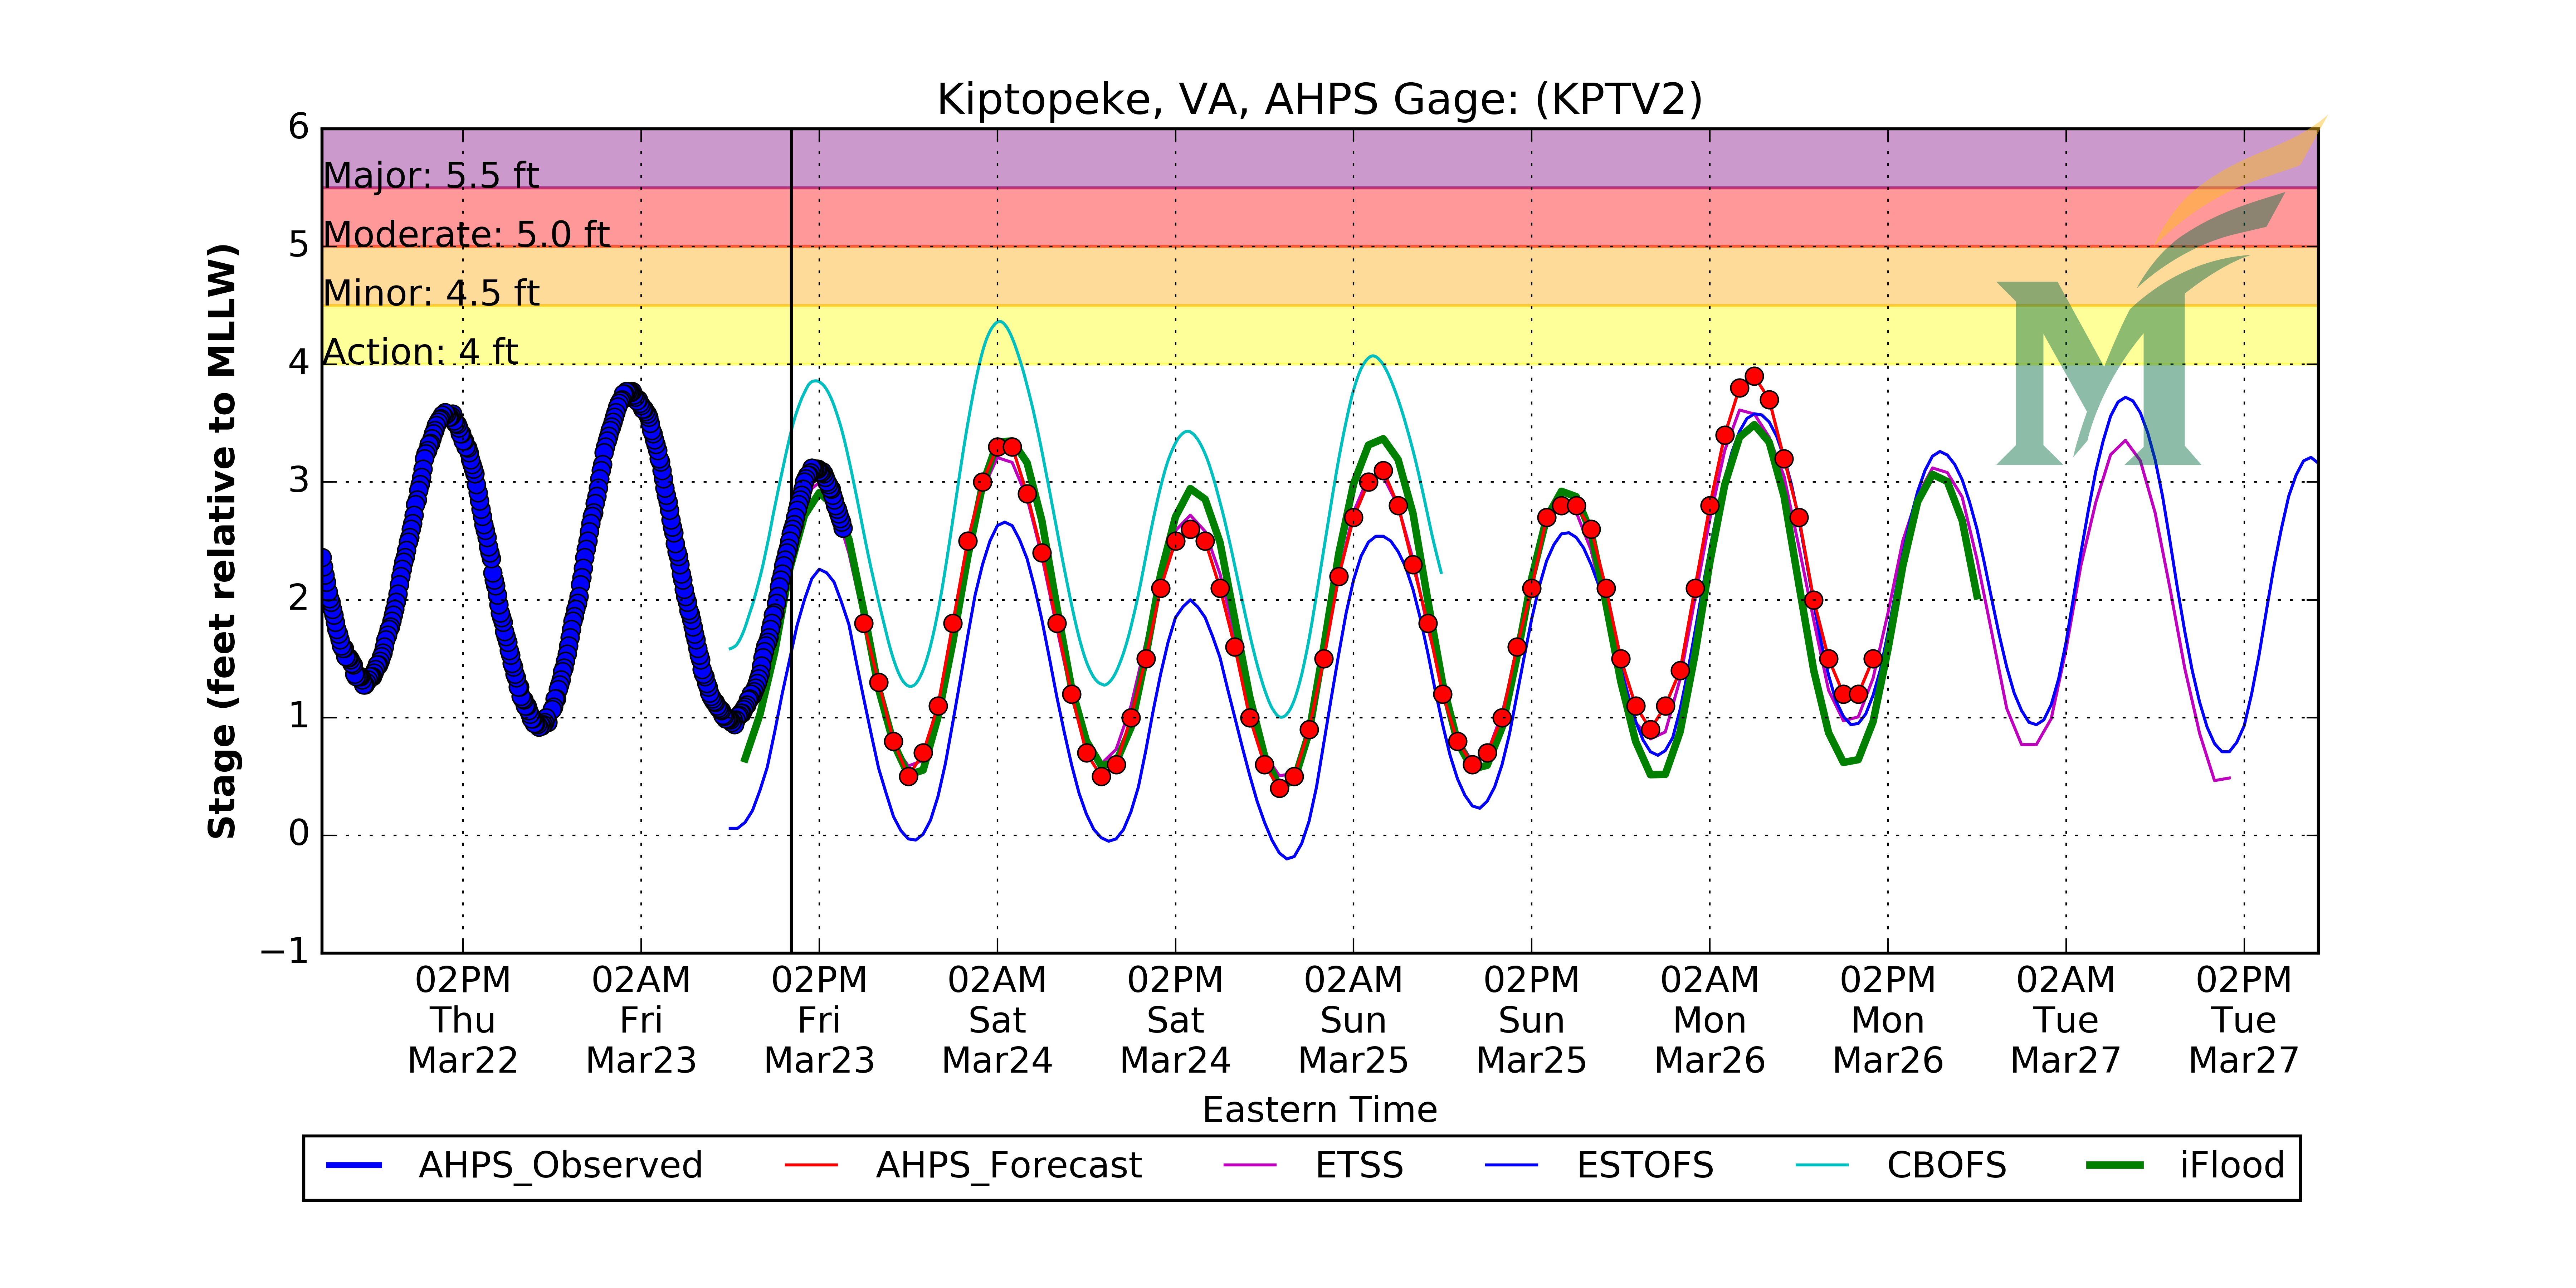 Kiptopeke, VA, AHPS Gage: (KPTV2)
6
5
4
3
2
1
0
−1
Stage (feet relative to MLLW)
Major: 5.5 ft
Moderate: 5.0 ft
Minor: 4.5 ft
Action: 4 ft
M
02PM 02AM 02PM 02AM 02PM 02AM 02PM 02AM 02PM 02AM 02PM
Thu Fri Fri Sat Sat Sun Sun Mon Mon Tue Tue
Mar22 Mar23 Mar23 Mar24 Mar24 Mar25 Mar25 Mar26 Mar26 Mar27 Mar27
Eastern Time
AHPS_Observed AHPS_Forecast ETSS ESTOFS CBOFS iFlood